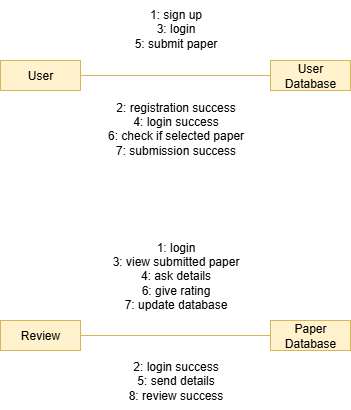 1: sign up
3: login
5: submit paper
User
User
Database
2: registration success
4: login success
6: check if selected paper
7: submission success
1: login
3: view submitted paper
4: ask details
6: give rating
7: update database
Review
Paper
Database
2: login success
5: send details
8: review success